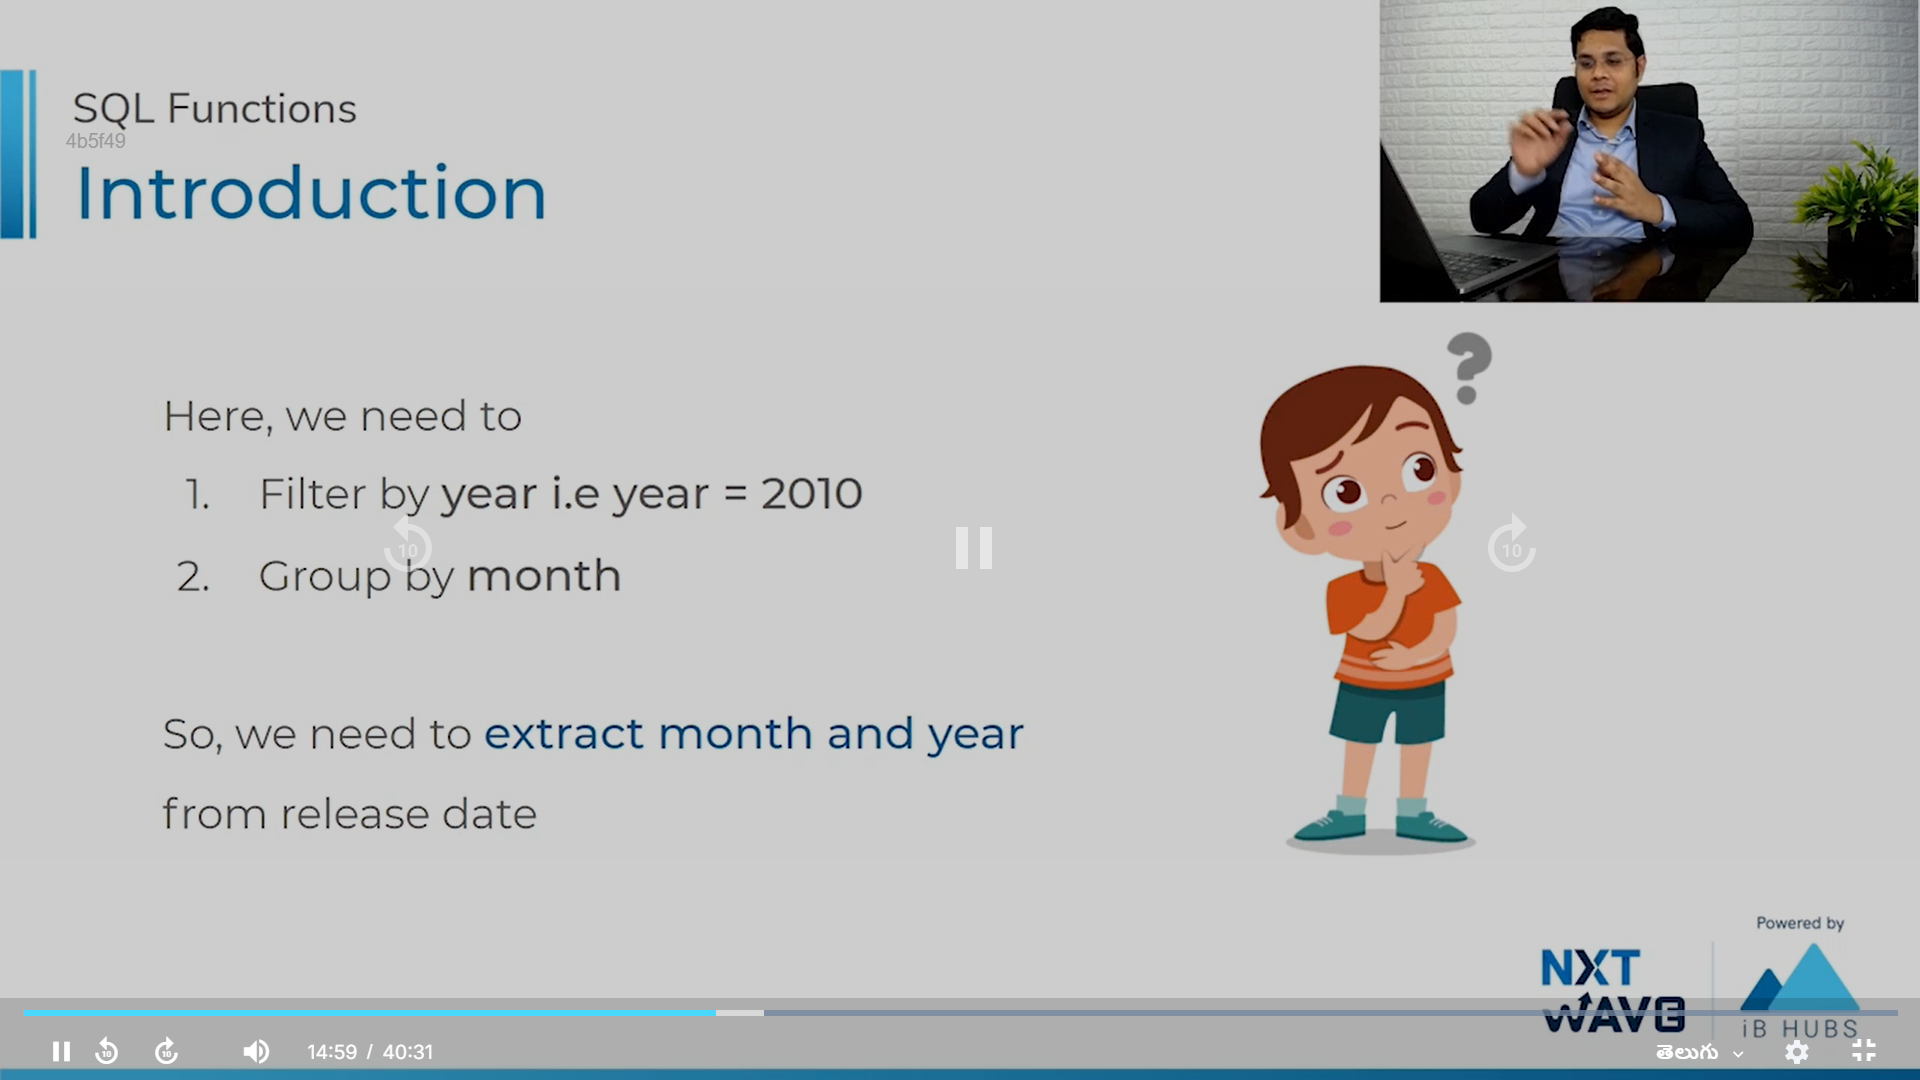 SQL Functions
4b5f49
Introduction
?
Here, we need to
1. Filter by year i.e year = 2010
2. Group by month
So, we need to extract month and year
from release date
10
10
Powered by
NXT
WAVE
iB HUBS
10
10
14:59 / 40:31
తెలుగు